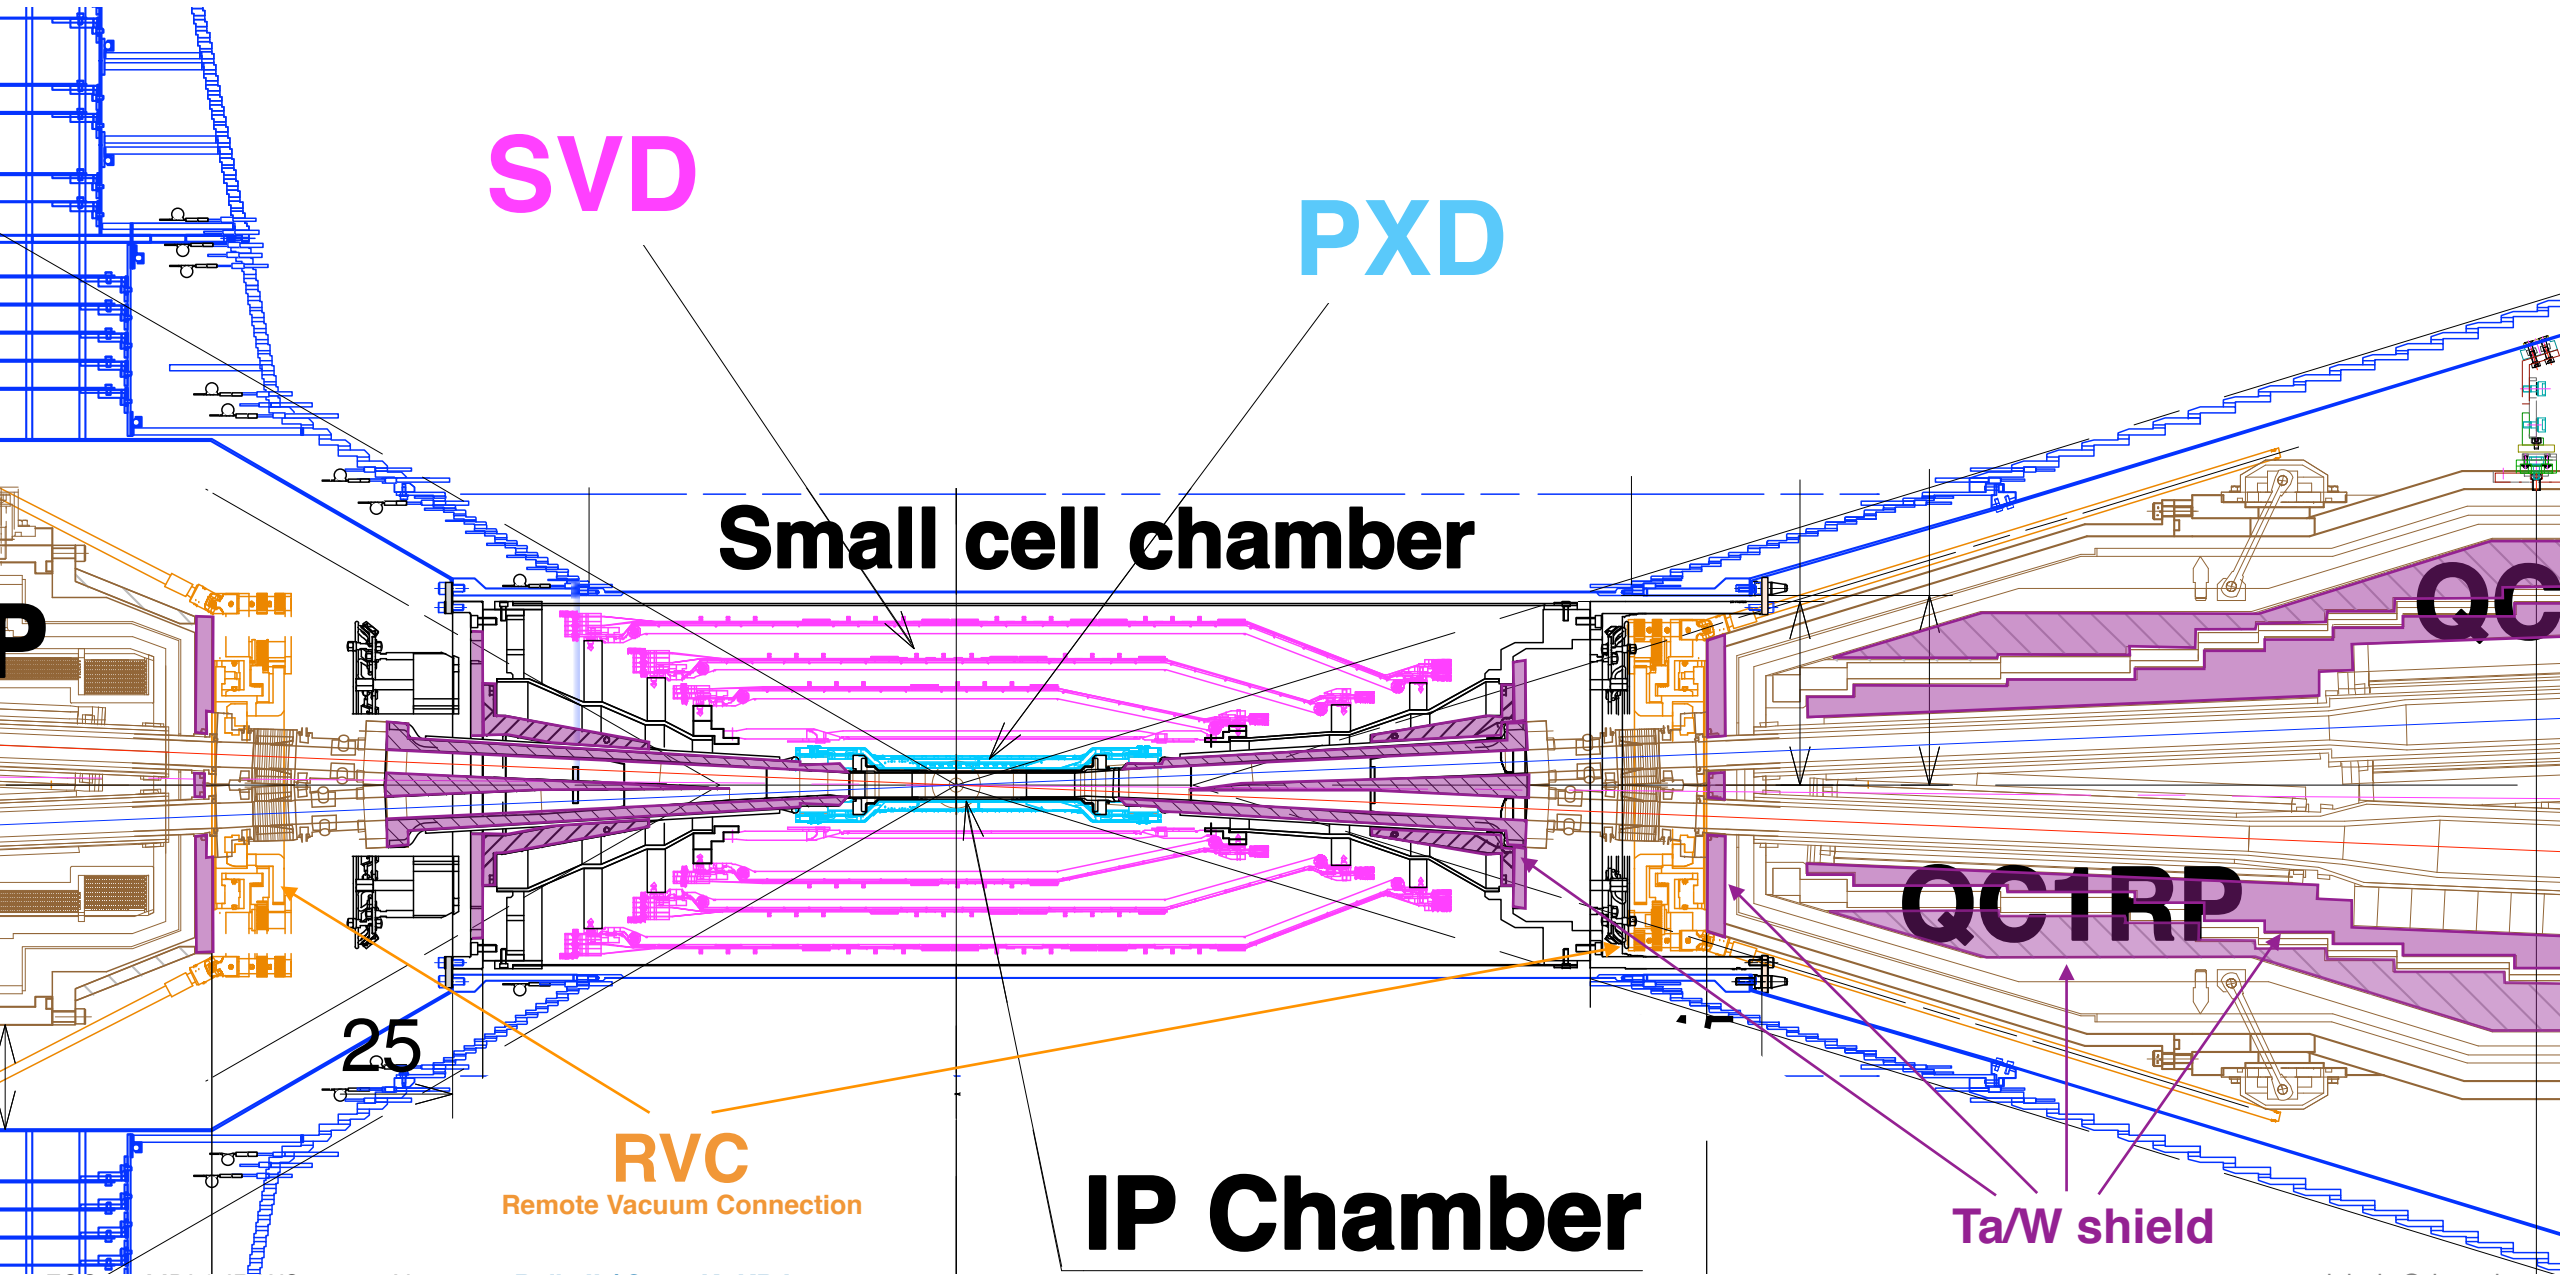 SVD
PXD
Small cell chamber
P
QC
QC1RP
25
RVC
Remote Vacuum Connection
IP Chamber
Ta/W shield